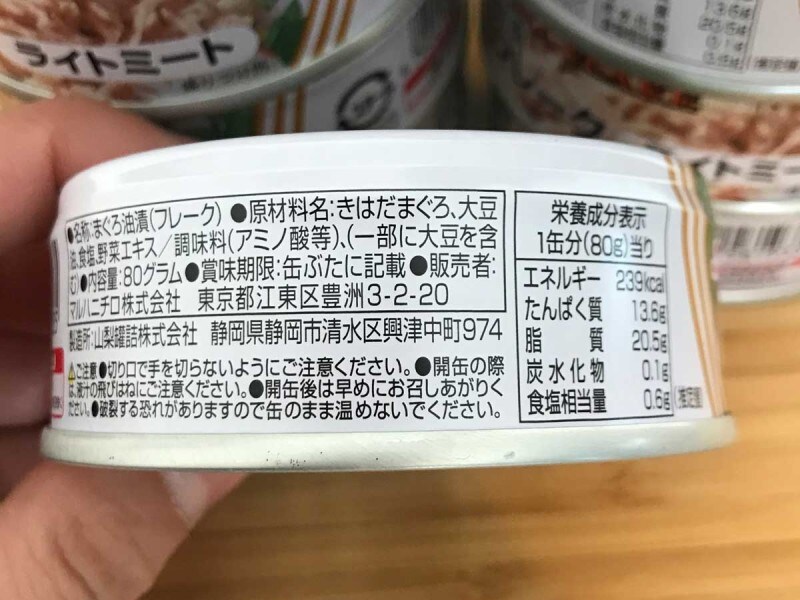 ライトミート
ライトミー
●名称:まぐろ油漬(フレーク) ●原材料名:きはだまぐろ、大豆
油、食塩、野菜エキス/調味料(アミノ酸等)、(一部に大豆を含
む)●内容量:80グラム●賞味期限:缶ぶたに記載●販売者:
マルハニチロ株式会社 東京都江東区豊洲3-2-20
製造所:山梨罐詰株式会社 静岡県静岡市清水区興津中町974
⚠ご注意●切り口で手を切らないようにご注意ください。●開缶の際
は、液汁の飛びはねにご注意ください。●開缶後は早めにお召しあがりく
ださい。●破裂する恐れがありますので缶のまま温めないでください。
栄養成分表示
1缶分(80g)当り
エネルギー 239kcal
たんぱく質 13.6g
脂質 20.5g
炭水化物 0.1g
食塩相当量 0.6g
(推定値)